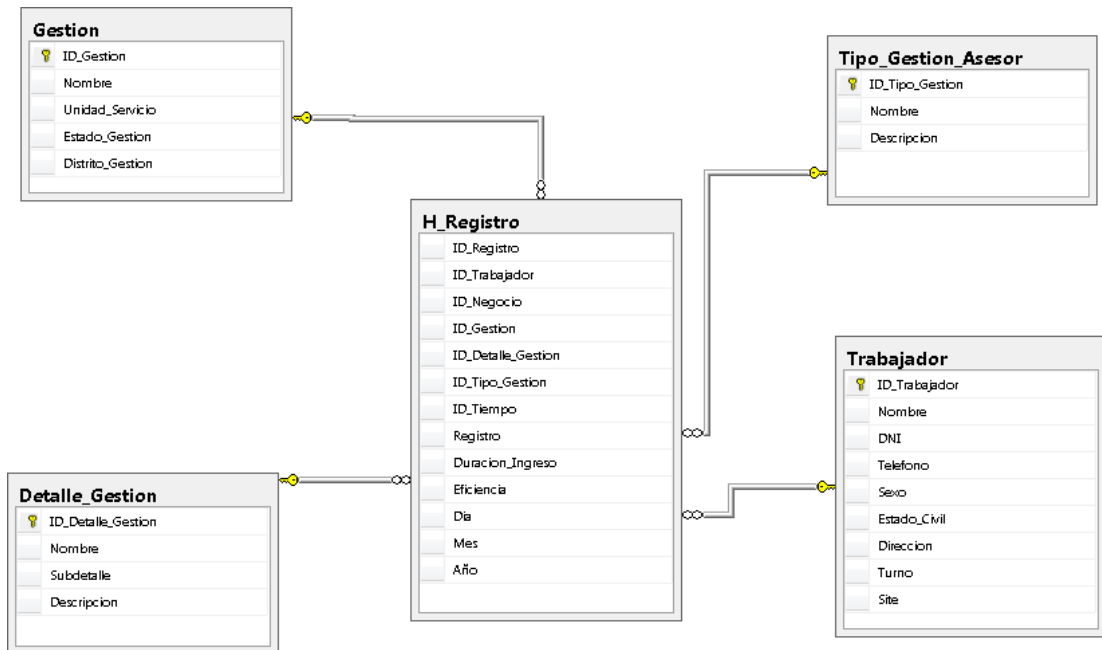 Gestion
ID_Gestion
Nombre
Unidad_Servicio
Estado_Gestion
Distrito_Gestion
Tipo_Gestion_Asesor
ID_Tipo_Gestion
Nombre
Descripcion
H_Registro
ID_Registro
ID_Trabajador
ID_Negocio
ID_Gestion
ID_Detalle_Gestion
ID_Tipo_Gestion
ID_Tiempo
Registro
Duracion_Ingreso
Eficiencia
Dia
Mes
Año
Trabajador
ID_Trabajador
Nombre
DNI
Telefono
Sexo
Estado_Civil
Direccion
Turno
Site
Detalle_Gestion
ID_Detalle_Gestion
Nombre
Subdetalle
Descripcion